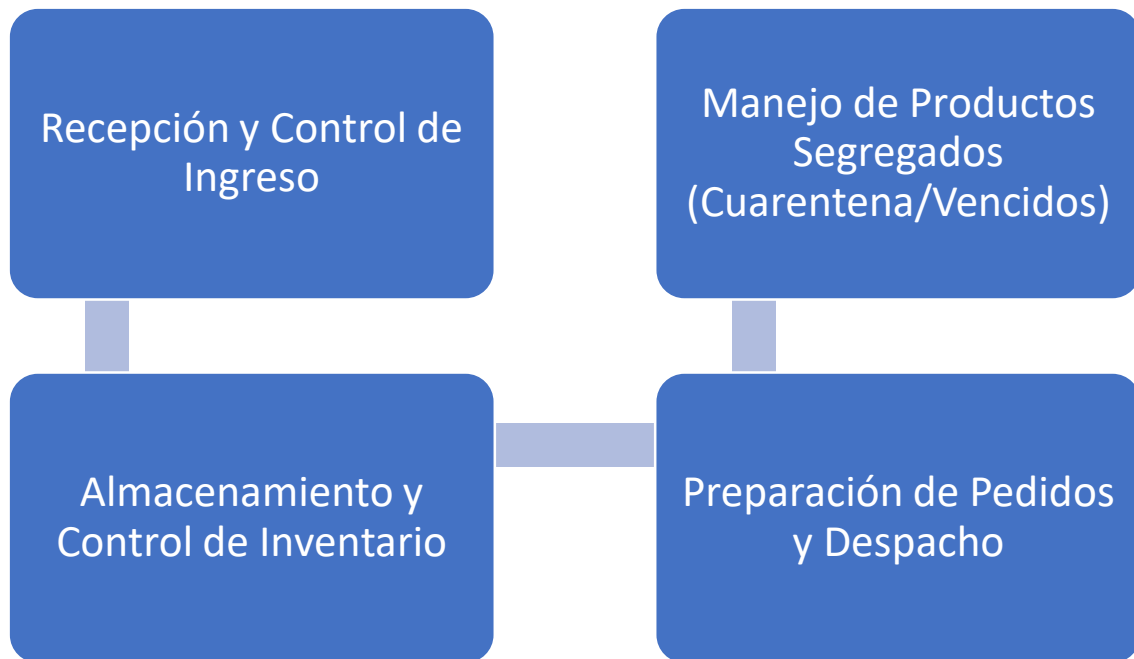 Recepción y Control de
Ingreso
Almacenamiento y
Control de Inventario
Preparación de Pedidos
y Despacho
Manejo de Productos
Segregados
(Cuarentena/Vencidos)